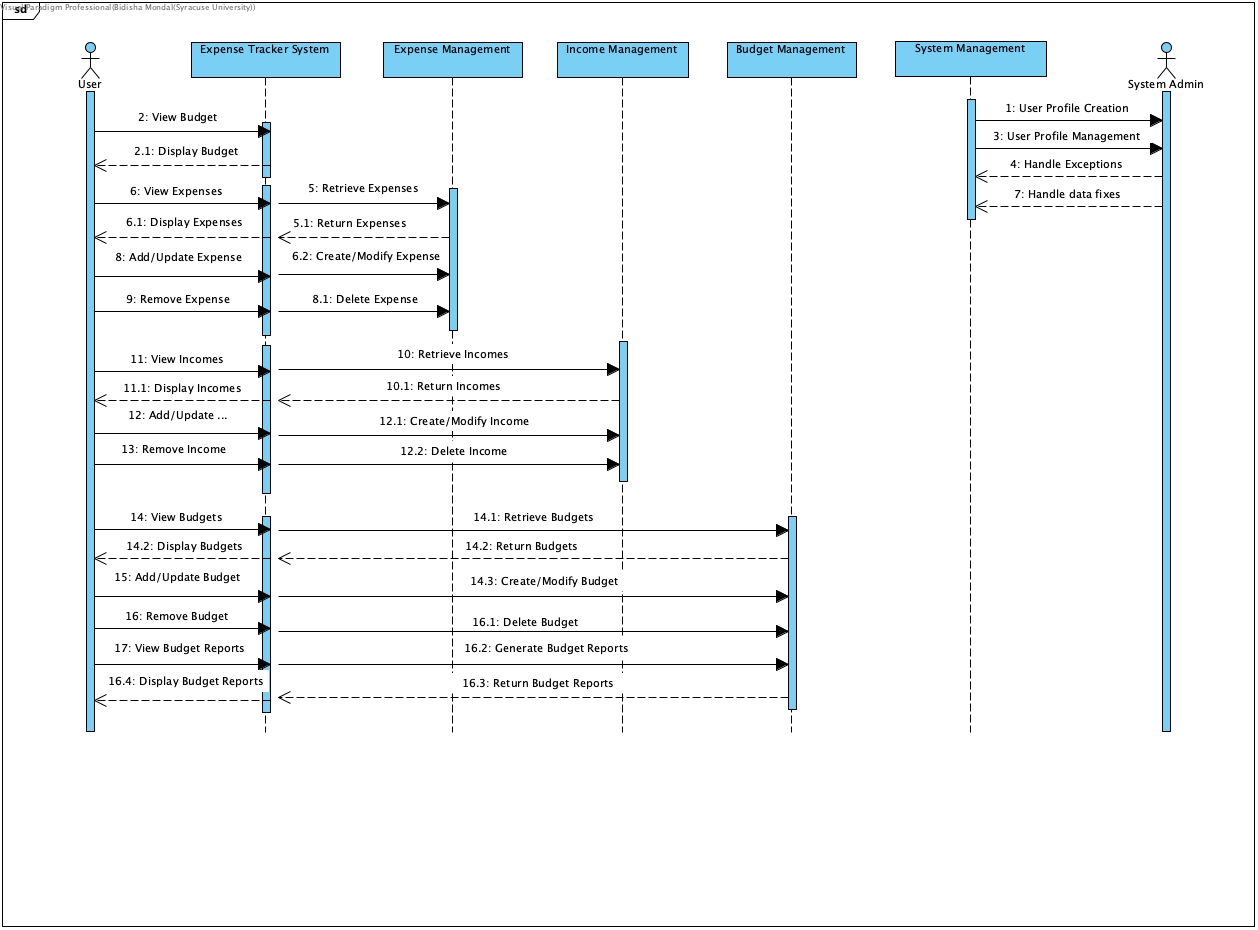 Visual Paradigm Professional(Bidisha Mondal(Syracuse University))
sd
Expense Tracker System
Expense Management
Income Management
Budget Management
System Management
User
System Admin
1: User Profile Creation
2: View Budget
3: User Profile Management
2.1: Display Budget
4: Handle Exceptions
6: View Expenses
5: Retrieve Expenses
7: Handle data fixes
6.1: Display Expenses
5.1: Return Expenses
8: Add/Update Expense
6.2: Create/Modify Expense
9: Remove Expense
8.1: Delete Expense
11: View Incomes
10: Retrieve Incomes
11.1: Display Incomes
10.1: Return Incomes
12: Add/Update ...
12.1: Create/Modify Income
13: Remove Income
12.2: Delete Income
14: View Budgets
14.1: Retrieve Budgets
14.2: Display Budgets
14.2: Return Budgets
15: Add/Update Budget
14.3: Create/Modify Budget
16: Remove Budget
16.1: Delete Budget
17: View Budget Reports
16.2: Generate Budget Reports
16.4: Display Budget Reports
16.3: Return Budget Reports